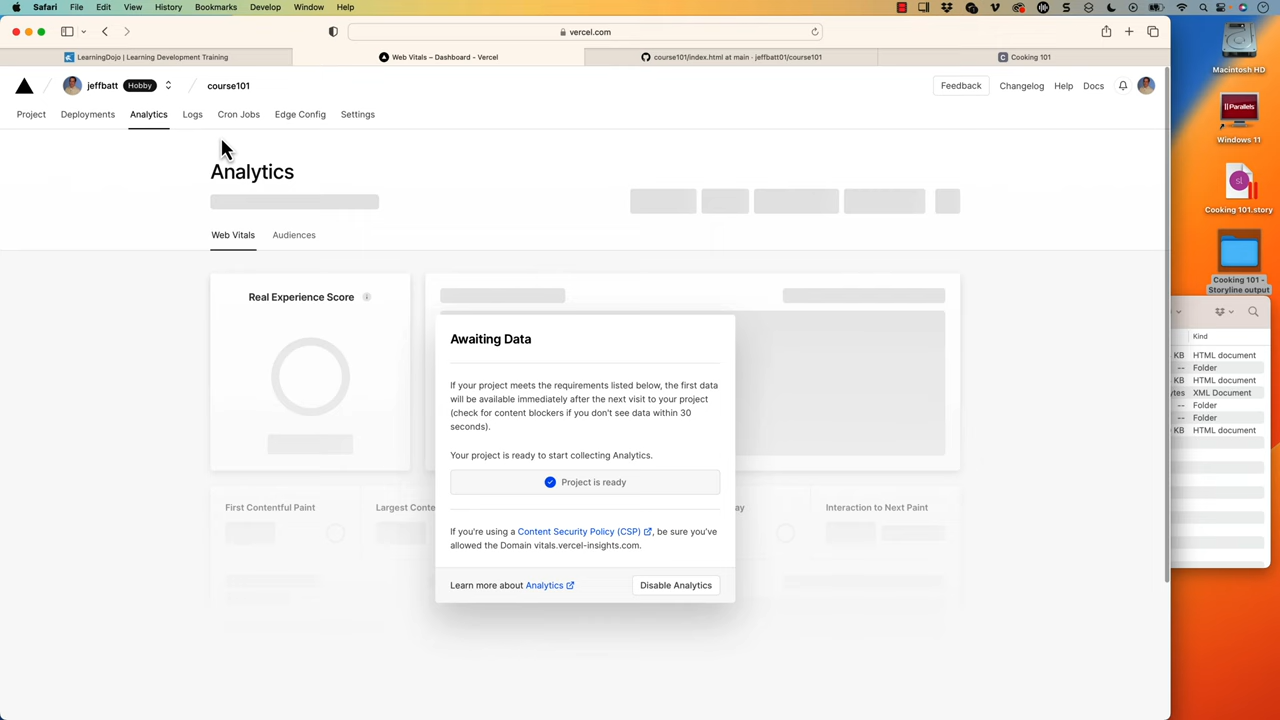 Safari File Edit View History Bookmarks Develop Window Help
vercel.com
LearningDojo | Learning Development Training
Web Vitals – Dashboard – Vercel
course101/index.html at main · jeffbatt01/course101
Cooking 101
jeffbatt Hobby / course101
Feedback Changelog Help Docs
Project Deployments Analytics Logs Cron Jobs Edge Config Settings
Analytics
Web Vitals Audiences
Real Experience Score
Awaiting Data
If your project meets the requirements listed below, the first data
will be available immediately after the next visit to your project
(check for content blockers if you don't see data within 30
seconds).
Your project is ready to start collecting Analytics.
Project is ready
If you're using a Content Security Policy (CSP), be sure you've
allowed the Domain vitals.vercel-insights.com.
Learn more about Analytics
Disable Analytics
First Contentful Paint
Largest Conte
ay
Interaction to Next Paint
Macintosh HD
Parallels
Windows 11
sl
Cooking 101.story
Cooking 101 -
Storyline output
Kind
KB HTML document
-- Folder
KB HTML document
ytes XML Document
-- Folder
-- Folder
KB HTML document